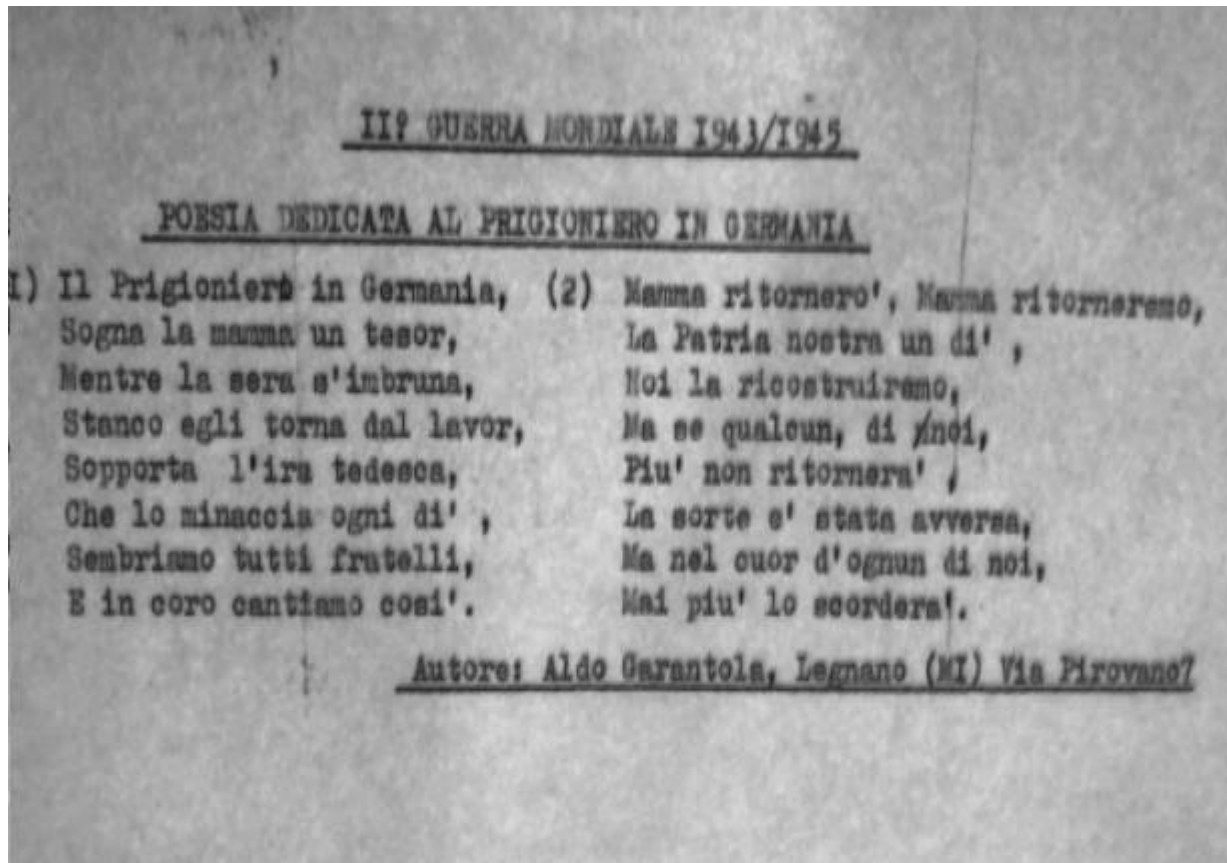 II° GUERRA MONDIALE I943/I945
POESIA DEDICATA AL PRIGIONIERO IN GERMANIA
I) Il Prigioniero in Germania,
Sogna la mamma un tesor,
Mentre la sera s'imbruna,
Stanco egli torna dal lavor,
Sopporta l'ira tedesca,
Che lo minaccia ogni di' ,
Sembriamo tutti fratelli,
E in coro cantiamo cosi'.
(2) Mamma ritornero', Mamma ritorneremo,
La Patria nostra un di' ,
Noi la ricostruiremo,
Ma se qualcun, di noi,
Piu' non ritornera' ,
La sorte e' stata avversa,
Ma nel cuor d'ognun di noi,
Mai piu' lo scordera'.
Autore: Aldo Garantola, Legnano (MI) Via Pirovano7